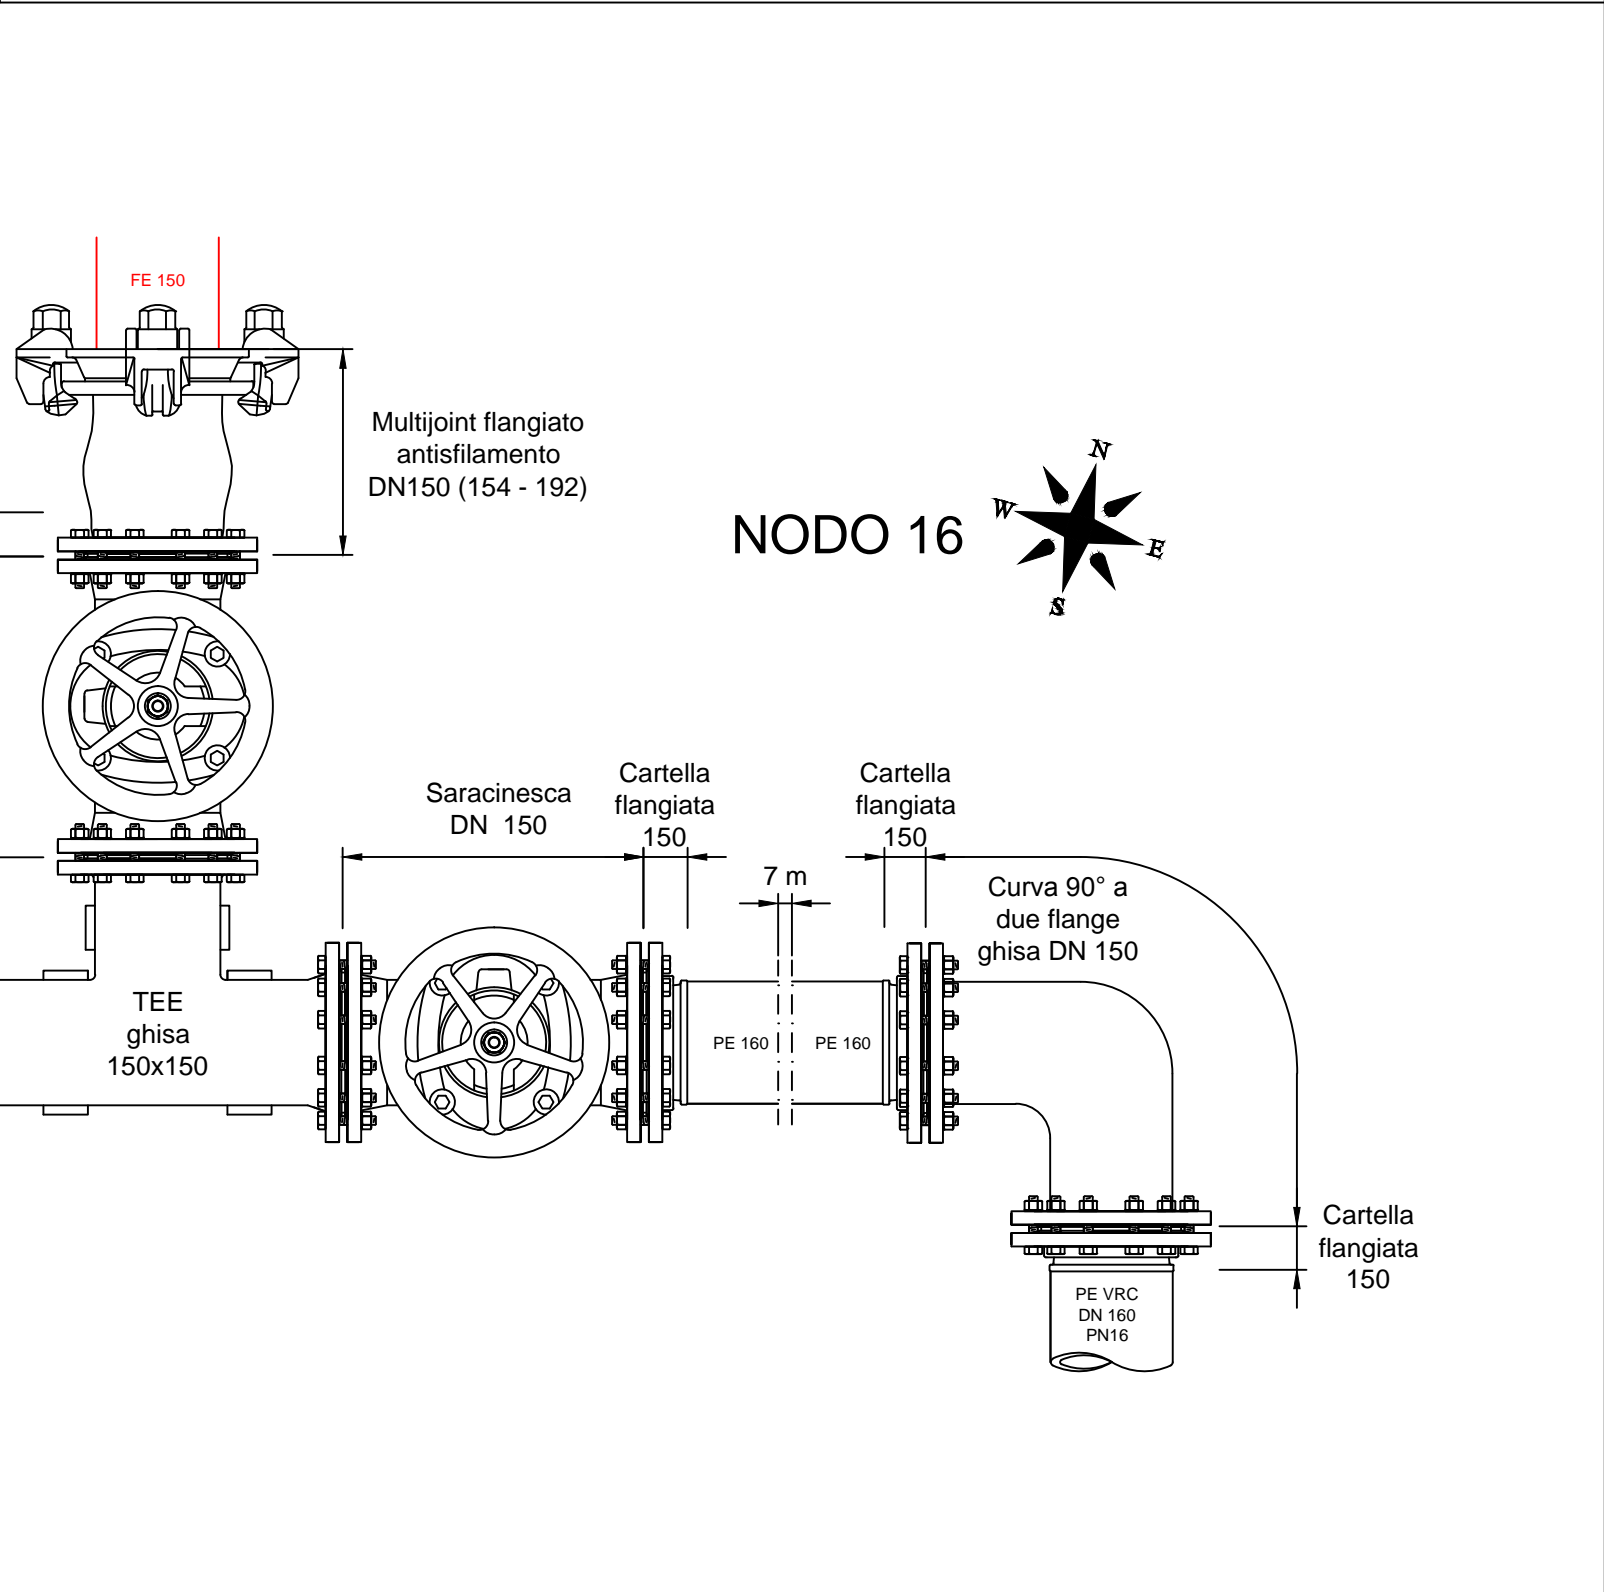 FE 150
Multijoint flangiato
antisfilamento
DN150 (154 - 192)
NODO 16
N
W
E
S
Saracinesca
DN  150
Cartella
flangiata
150
Cartella
flangiata
150
7 m
Curva 90° a
due flange
ghisa DN 150
TEE
ghisa
150x150
PE 160
PE 160
Cartella
flangiata
150
PE VRC
DN 160
PN16